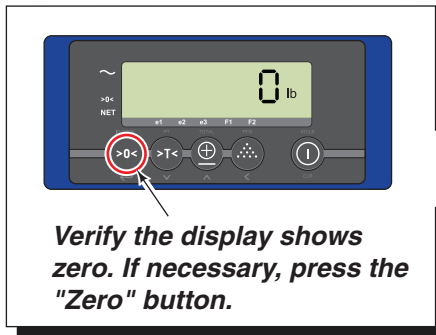 0 lb
>0<
NET
e1 e2 e3 F1 F2
TOTAL
>0< >T<
Verify the display shows
zero. If necessary, press the
"Zero" button.